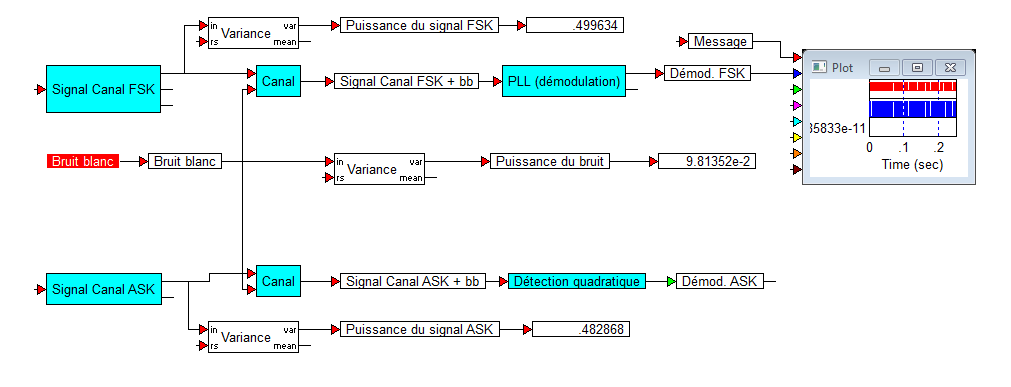 in
rs
Variance
var
mean
Puissance du signal FSK
.499634
Message
Signal Canal FSK
Canal
Signal Canal FSK + bb
PLL (démodulation)
Démod. FSK
Plot
35833e-11
0
.1
.2
Time (sec)
Bruit blanc
Bruit blanc
in
rs
Variance
var
mean
Puissance du bruit
9.81352e-2
Signal Canal ASK
Canal
Signal Canal ASK + bb
Détection quadratique
Démod. ASK
in
rs
Variance
var
mean
Puissance du signal ASK
.482868